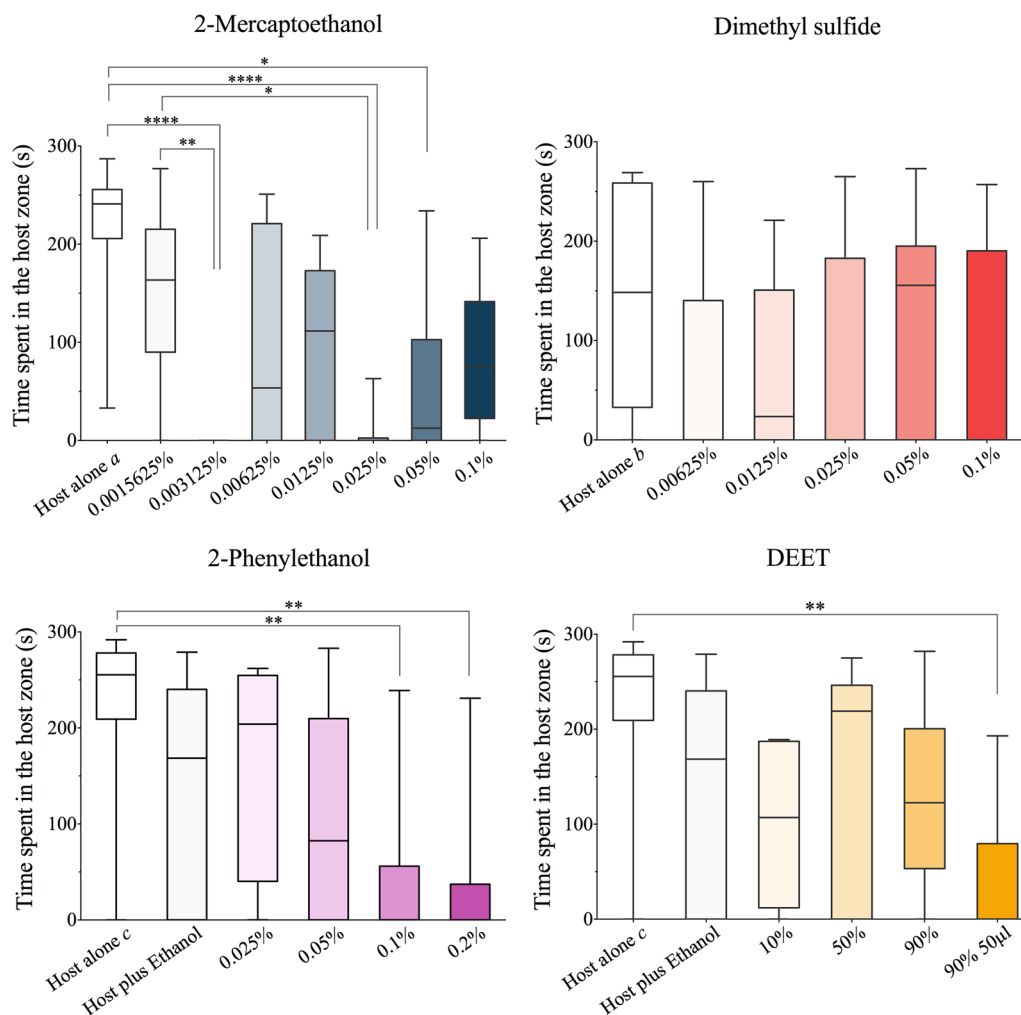 2-Mercaptoethanol
*
****
*
****
**
Time spent in the host zone (s)
300
200
100
0
Host alone a
0.0015625%
0.003125%
0.00625%
0.0125%
0.025%
0.05%
0.1%
Dimethyl sulfide
Time spent in the host zone (s)
300
200
100
0
Host alone b
0.00625%
0.0125%
0.025%
0.05%
0.1%
2-Phenylethanol
**
**
Time spent in the host zone (s)
300
200
100
0
Host alone c
Host plus Ethanol
0.025%
0.05%
0.1%
0.2%
DEET
**
Time spent in the host zone (s)
300
200
100
0
Host alone c
Host plus Ethanol
10%
50%
90%
90% 50μl